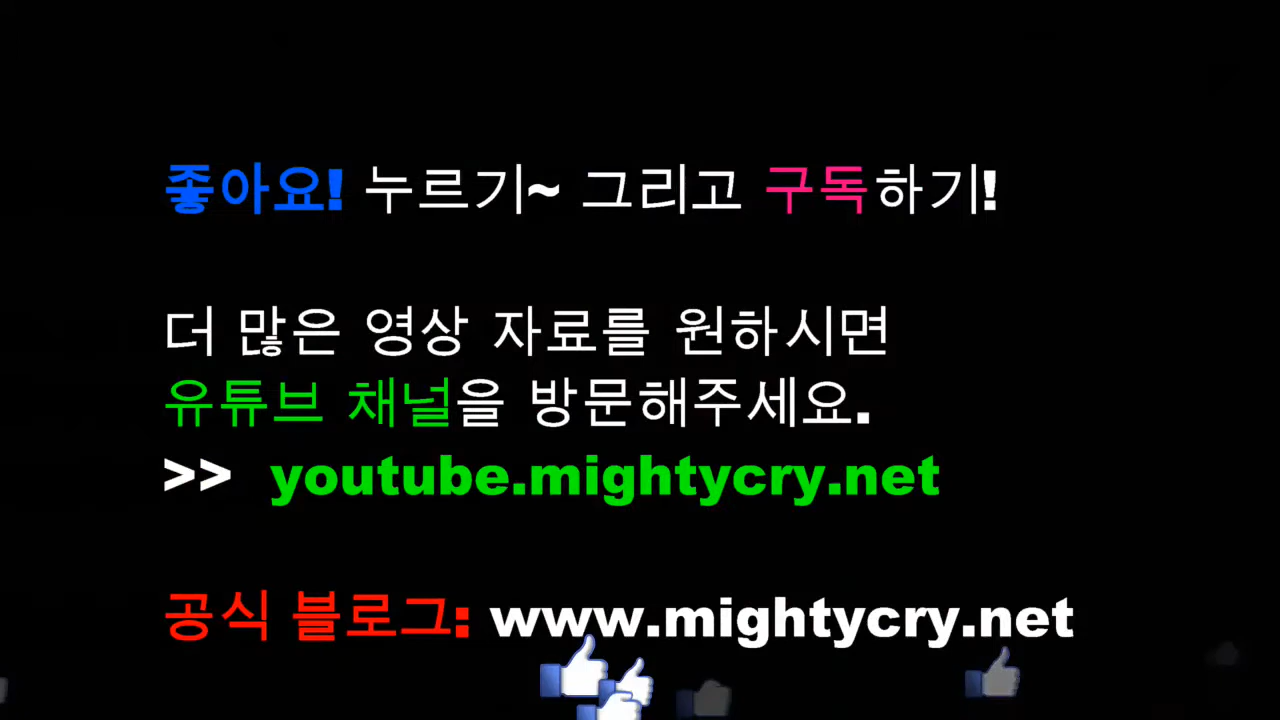 좋아요! 누르기~ 그리고 구독하기!
더 많은 영상 자료를 원하시면
유튜브 채널을 방문해주세요.
>> youtube.mightycry.net
공식 블로그: www.mightycry.net